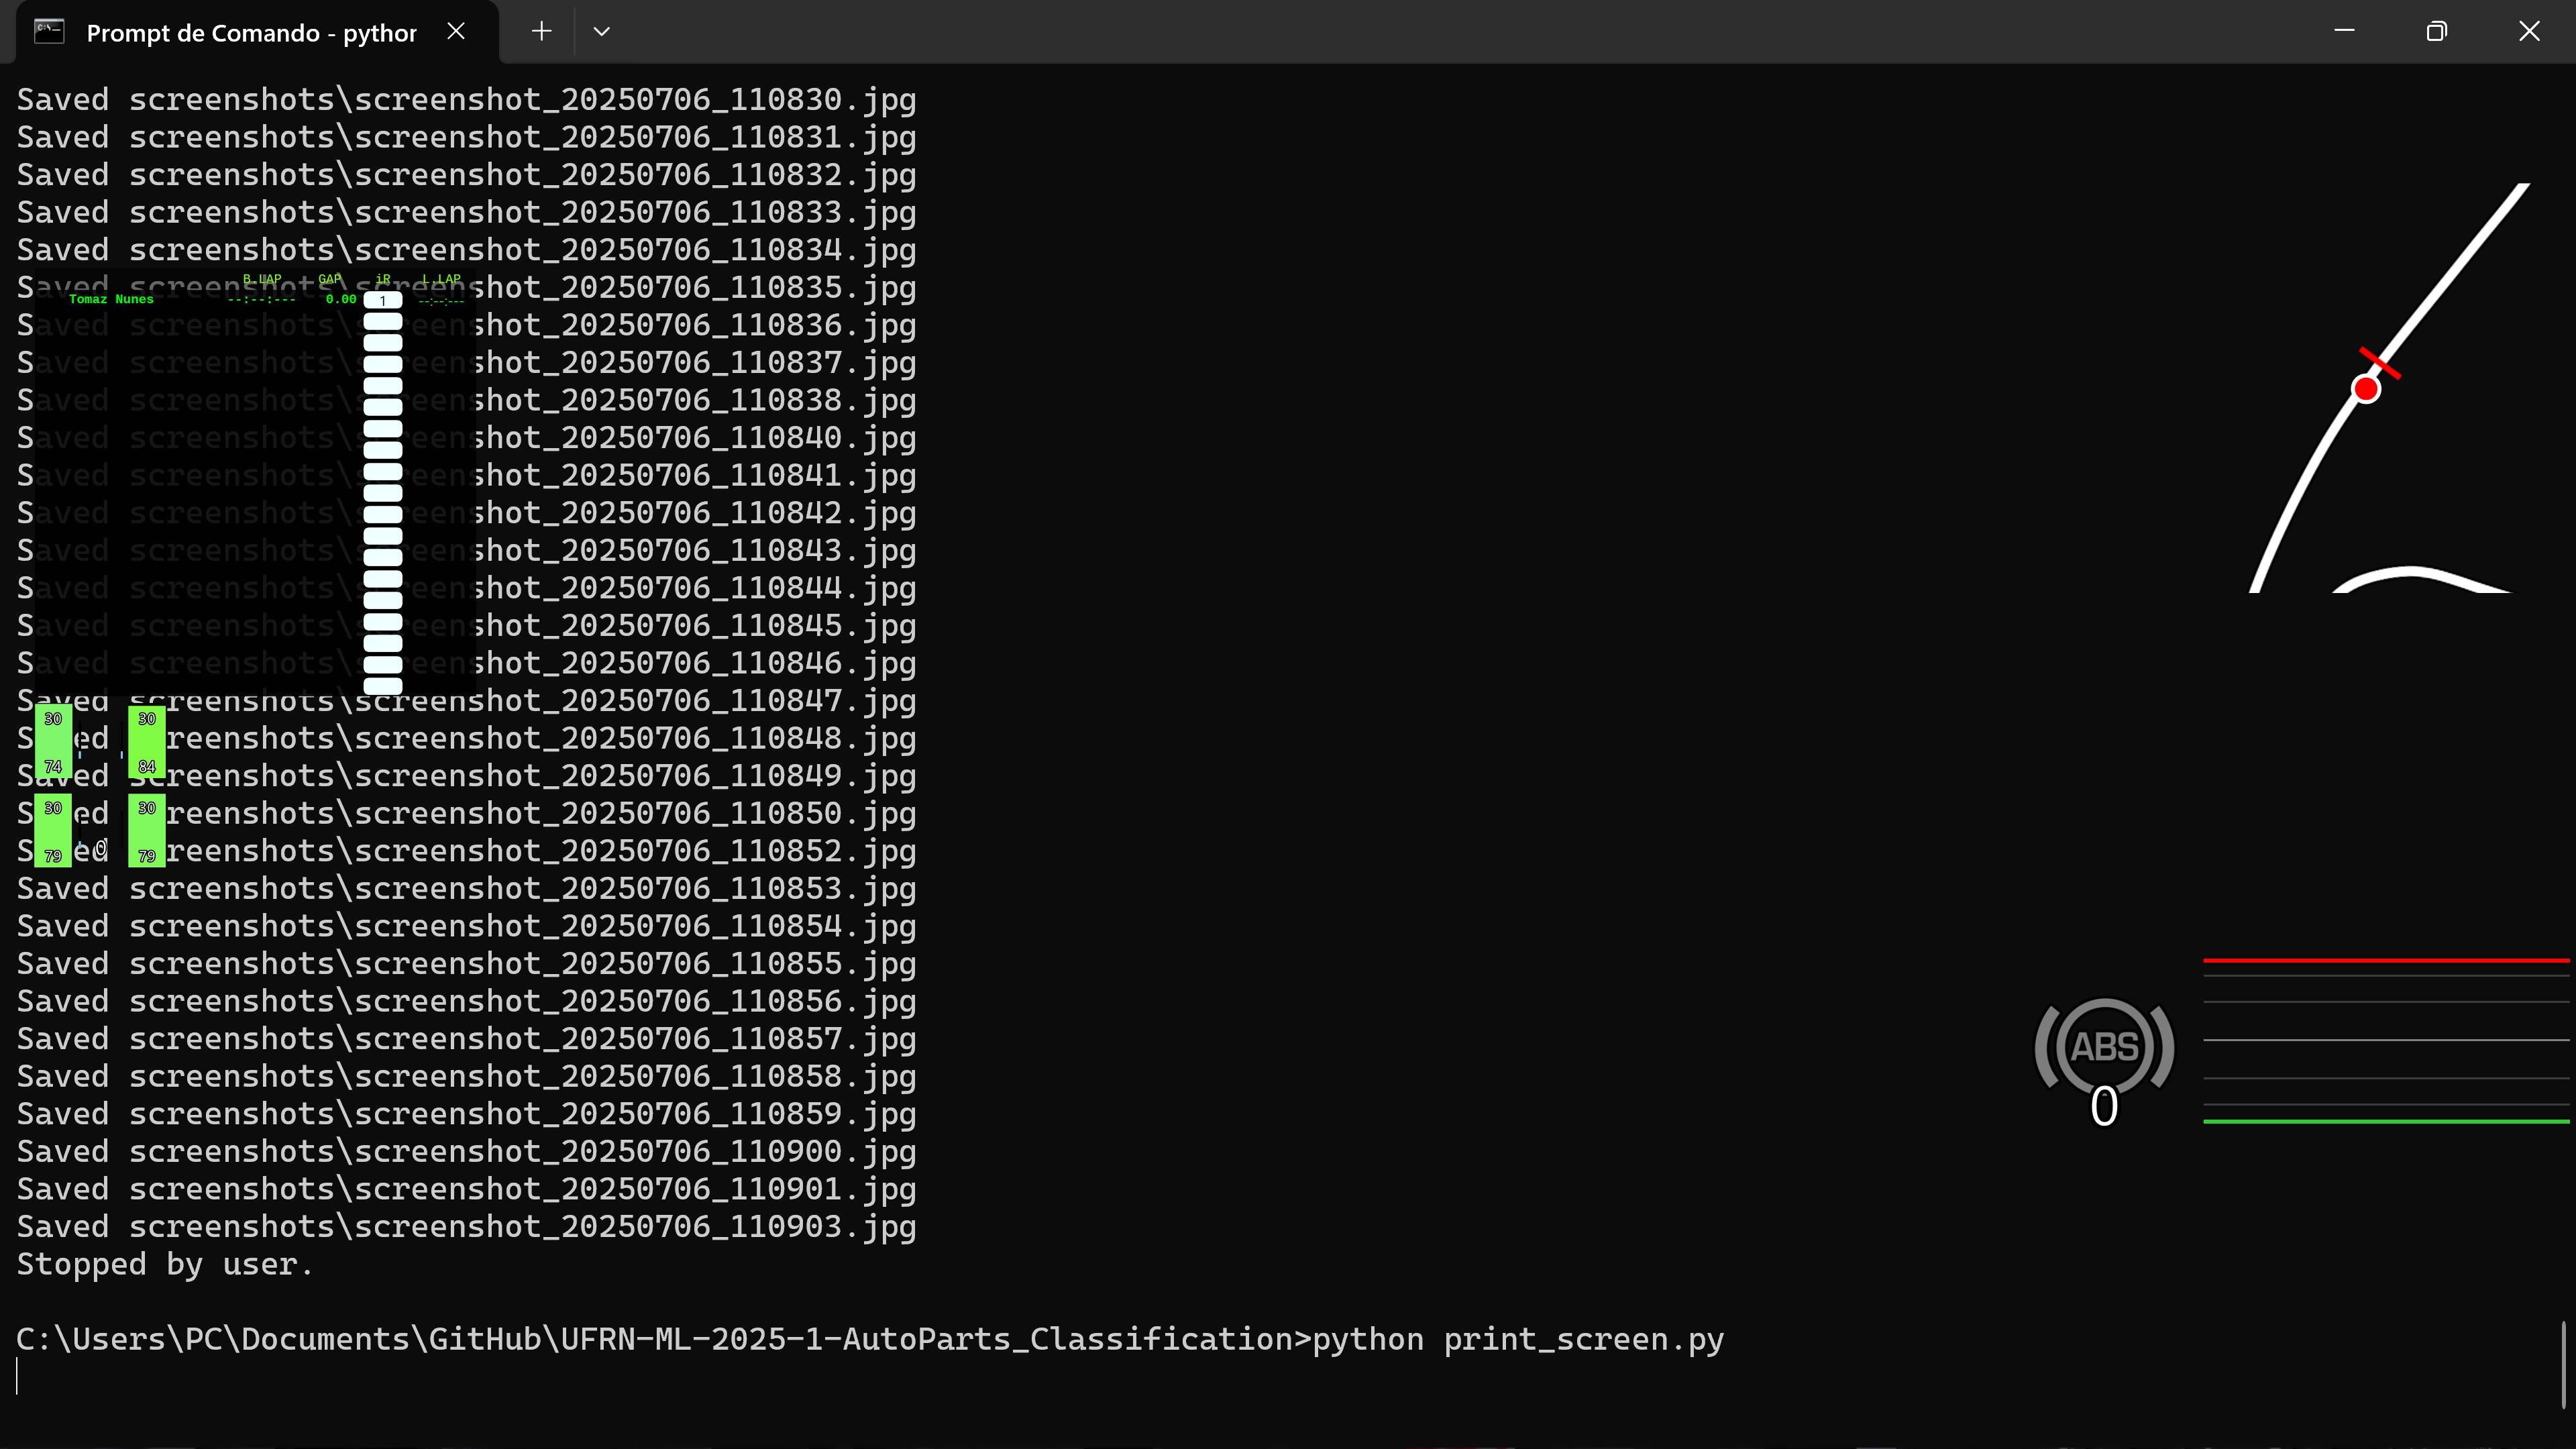 Prompt de Comando - python
Saved screenshots\screenshot_20250706_110830.jpg
Saved screenshots\screenshot_20250706_110831.jpg
Saved screenshots\screenshot_20250706_110832.jpg
Saved screenshots\screenshot_20250706_110833.jpg
Saved screenshots\screenshot_20250706_110834.jpg
Saved screenshots\screenshot_20250706_110835.jpg
B.LAP GAP iR L.LAP
Tomaz Nunes --:--:--- 0.00 1 --:--:---
Saved screenshots\screenshot_20250706_110836.jpg
Saved screenshots\screenshot_20250706_110837.jpg
Saved screenshots\screenshot_20250706_110838.jpg
Saved screenshots\screenshot_20250706_110840.jpg
Saved screenshots\screenshot_20250706_110841.jpg
Saved screenshots\screenshot_20250706_110842.jpg
Saved screenshots\screenshot_20250706_110843.jpg
Saved screenshots\screenshot_20250706_110844.jpg
Saved screenshots\screenshot_20250706_110845.jpg
Saved screenshots\screenshot_20250706_110846.jpg
Saved screenshots\screenshot_20250706_110847.jpg
30 30
Saved screenshots\screenshot_20250706_110848.jpg
74 84
Saved screenshots\screenshot_20250706_110849.jpg
30 30
Saved screenshots\screenshot_20250706_110850.jpg
Saved screenshots\screenshot_20250706_110852.jpg
79 0 79
Saved screenshots\screenshot_20250706_110853.jpg
Saved screenshots\screenshot_20250706_110854.jpg
Saved screenshots\screenshot_20250706_110855.jpg
Saved screenshots\screenshot_20250706_110856.jpg
Saved screenshots\screenshot_20250706_110857.jpg
ABS
Saved screenshots\screenshot_20250706_110858.jpg
0
Saved screenshots\screenshot_20250706_110859.jpg
Saved screenshots\screenshot_20250706_110900.jpg
Saved screenshots\screenshot_20250706_110901.jpg
Saved screenshots\screenshot_20250706_110903.jpg
Stopped by user.
C:\Users\PC\Documents\GitHub\UFRN-ML-2025-1-AutoParts_Classification>python print_screen.py